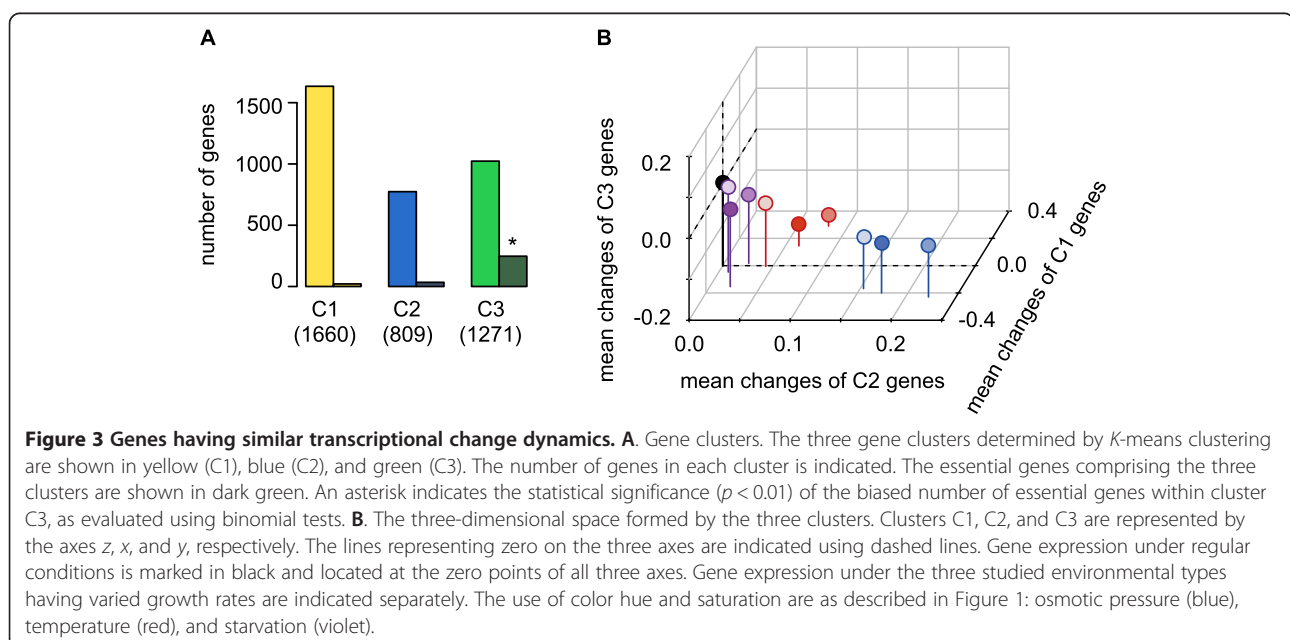 A
B
number of genes
1500
1000
500
0
*
C1
(1660)
C2
(809)
C3
(1271)
mean changes of C3 genes
0.2
0.0
-0.2
0.0
0.1
0.2
mean changes of C2 genes
0.4
0.0
-0.4
mean changes of C1 genes
Figure 3 Genes having similar transcriptional change dynamics. A. Gene clusters. The three gene clusters determined by K-means clustering
are shown in yellow (C1), blue (C2), and green (C3). The number of genes in each cluster is indicated. The essential genes comprising the three
clusters are shown in dark green. An asterisk indicates the statistical significance (p < 0.01) of the biased number of essential genes within cluster
C3, as evaluated using binomial tests. B. The three-dimensional space formed by the three clusters. Clusters C1, C2, and C3 are represented by
the axes z, x, and y, respectively. The lines representing zero on the three axes are indicated using dashed lines. Gene expression under regular
conditions is marked in black and located at the zero points of all three axes. Gene expression under the three studied environmental types
having varied growth rates are indicated separately. The use of color hue and saturation are as described in Figure 1: osmotic pressure (blue),
temperature (red), and starvation (violet).